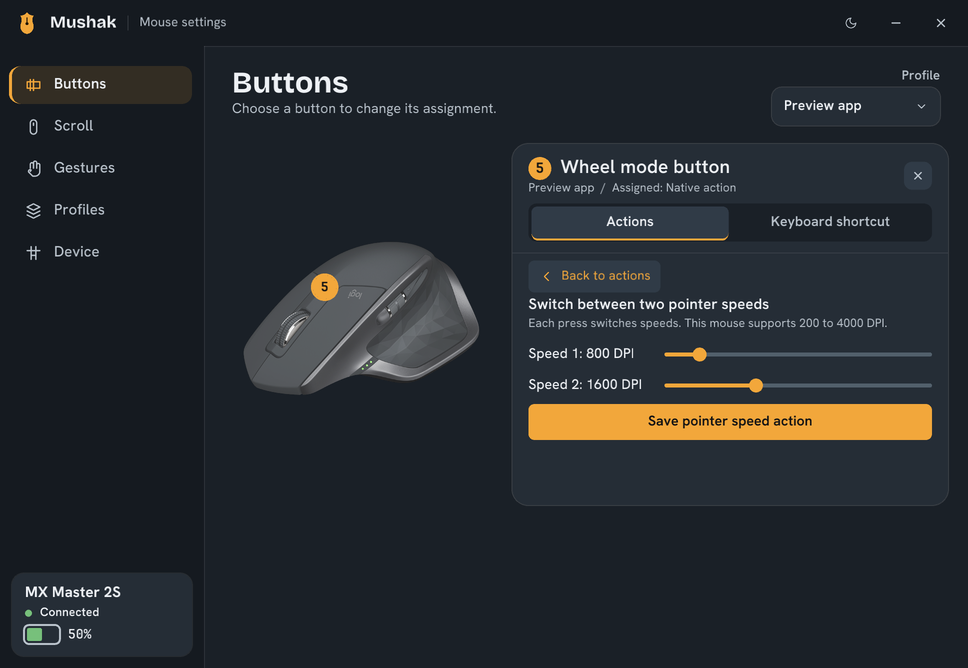 Mushak
Mouse settings
Buttons
Scroll
Gestures
Profiles
Device
MX Master 2S
Connected
50%
Buttons
Choose a button to change its assignment.
Profile
Preview app
5
logi
5 Wheel mode button
Preview app / Assigned: Native action
Actions
Keyboard shortcut
Back to actions
Switch between two pointer speeds
Each press switches speeds. This mouse supports 200 to 4000 DPI.
Speed 1: 800 DPI
Speed 2: 1600 DPI
Save pointer speed action